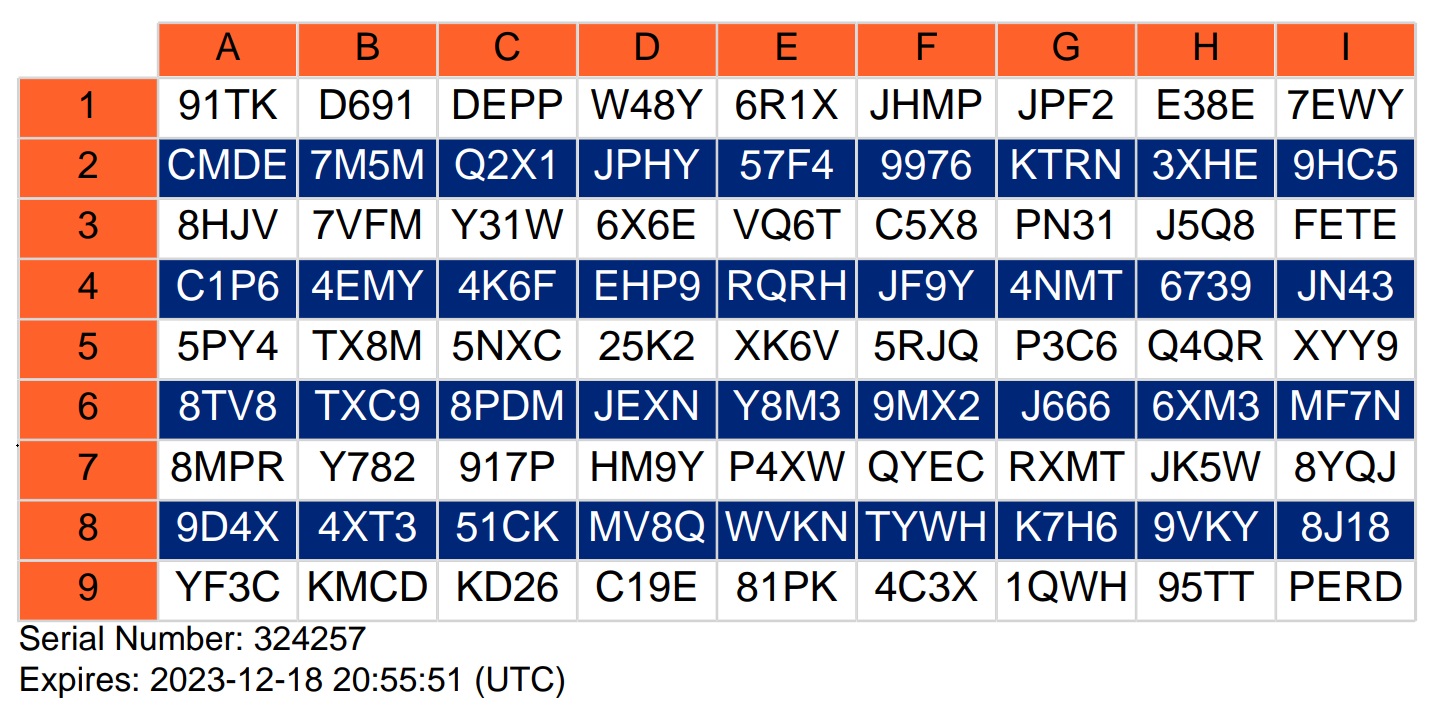 A B C D E F G H I
1 91TK D691 DEPP W48Y 6R1X JHMP JPF2 E38E 7EWY
2 CMDE 7M5M Q2X1 JPHY 57F4 9976 KTRN 3XHE 9HC5
3 8HJV 7VFM Y31W 6X6E VQ6T C5X8 PN31 J5Q8 FETE
4 C1P6 4EMY 4K6F EHP9 RQRH JF9Y 4NMT 6739 JN43
5 5PY4 TX8M 5NXC 25K2 XK6V 5RJQ P3C6 Q4QR XYY9
6 8TV8 TXC9 8PDM JEXN Y8M3 9MX2 J666 6XM3 MF7N
7 8MPR Y782 917P HM9Y P4XW QYEC RXMT JK5W 8YQJ
8 9D4X 4XT3 51CK MV8Q WVKN TYWH K7H6 9VKY 8J18
9 YF3C KMCD KD26 C19E 81PK 4C3X 1QWH 95TT PERD
Serial Number: 324257
Expires: 2023-12-18 20:55:51 (UTC)